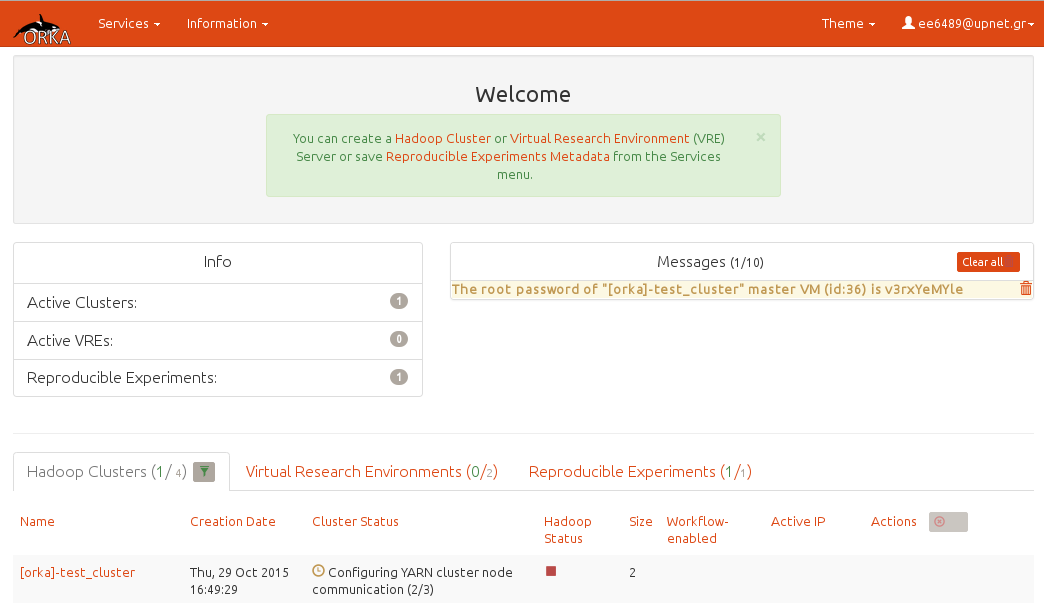 ORKA Services Information Theme ee6489@upnet.gr
Welcome
You can create a Hadoop Cluster or Virtual Research Environment (VRE) ×
Server or save Reproducible Experiments Metadata from the Services
menu.
Info
Active Clusters: 1
Active VREs: 0
Reproducible Experiments: 1
Messages (1/10) Clear all
The root password of "[orka]-test_cluster" master VM (id:36) is v3rxYeMYle
Hadoop Clusters (1/ 4) Virtual Research Environments (0/2) Reproducible Experiments (1/1)
Name Creation Date Cluster Status Hadoop Status Size Workflow-enabled Active IP Actions
[orka]-test_cluster Thu, 29 Oct 2015 16:49:29 Configuring YARN cluster node communication (2/3) 2